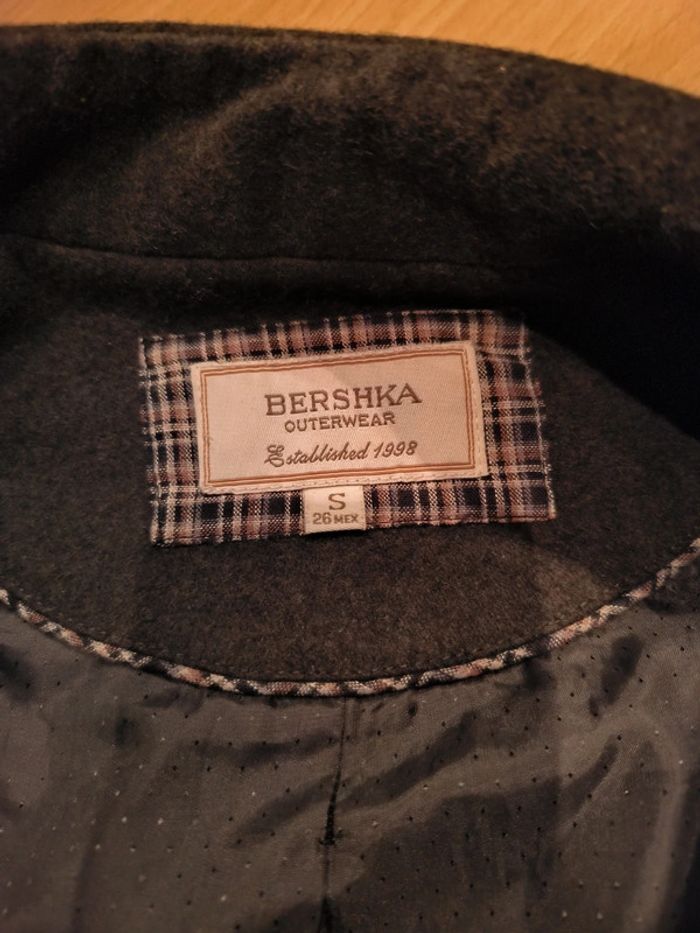 BERSHKA
OUTERWEAR
Established 1998
S
26 MEX